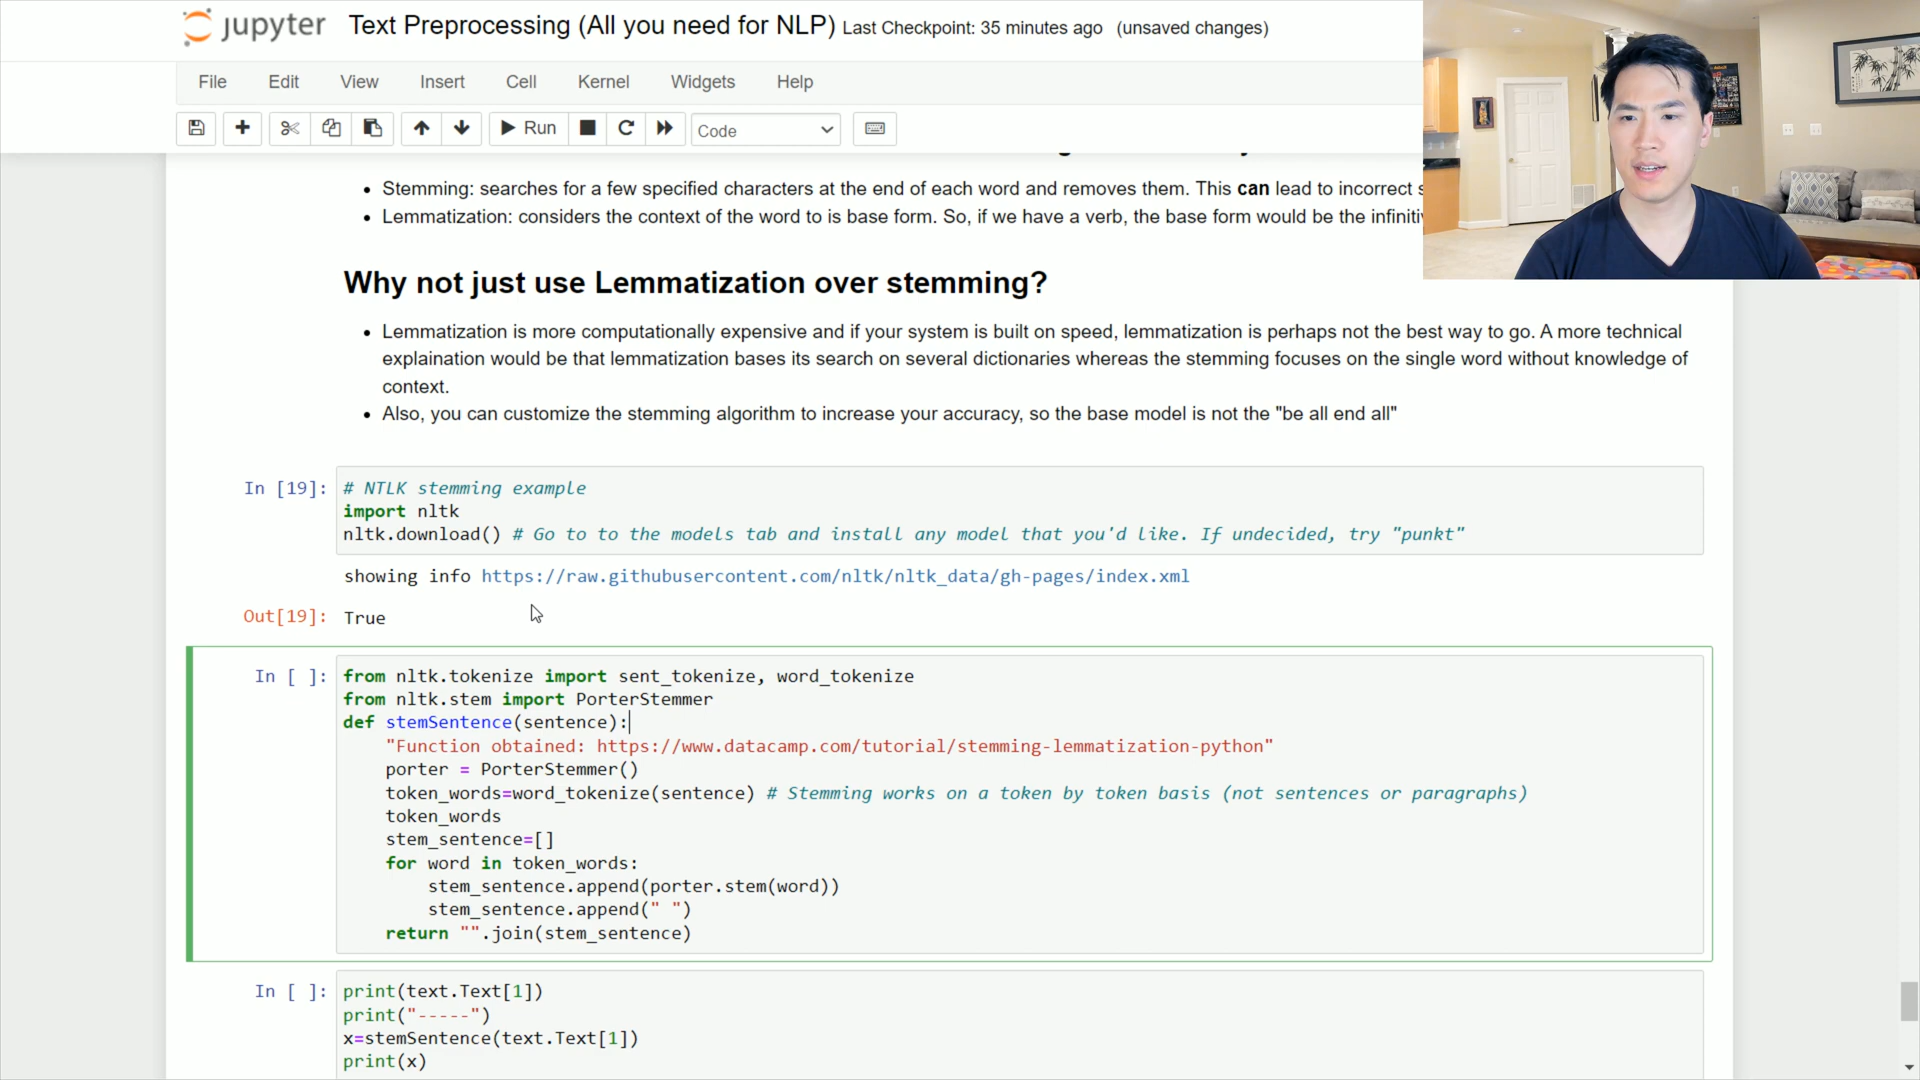 jupyter Text Preprocessing (All you need for NLP) Last Checkpoint: 35 minutes ago (unsaved changes)
File Edit View Insert Cell Kernel Widgets Help
Run Code
• Stemming: searches for a few specified characters at the end of each word and removes them. This can lead to incorrect
• Lemmatization: considers the context of the word to is base form. So, if we have a verb, the base form would be the
Why not just use Lemmatization over stemming?
• Lemmatization is more computationally expensive and if your system is built on speed, lemmatization is perhaps not the best way to go. A more technical
explaination would be that lemmatization bases its search on several dictionaries whereas the stemming focuses on the single word without knowledge of
context.
• Also, you can customize the stemming algorithm to increase your accuracy, so the base model is not the "be all end all"
In [19]: # NTLK stemming example
import nltk
nltk.download() # Go to to the models tab and install any model that you'd like. If undecided, try "punkt"
showing info https://raw.githubusercontent.com/nltk/nltk_data/gh-pages/index.xml
Out[19]: True
In [ ]: from nltk.tokenize import sent_tokenize, word_tokenize
from nltk.stem import PorterStemmer
def stemSentence(sentence):
    "Function obtained: https://www.datacamp.com/tutorial/stemming-lemmatization-python"
    porter = PorterStemmer()
    token_words=word_tokenize(sentence) # Stemming works on a token by token basis (not sentences or paragraphs)
    token_words
    stem_sentence=[]
    for word in token_words:
        stem_sentence.append(porter.stem(word))
        stem_sentence.append(" ")
    return "".join(stem_sentence)
In [ ]: print(text.Text[1])
print("-----")
x=stemSentence(text.Text[1])
print(x)